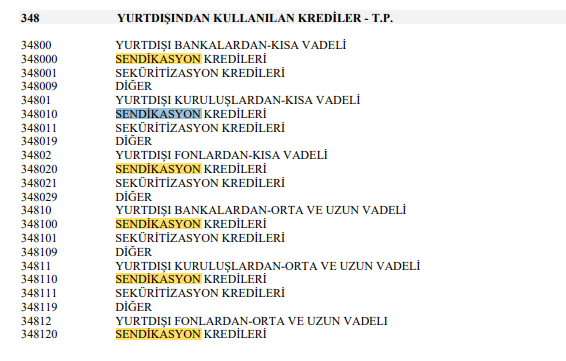 348 YURTDIŞINDAN KULLANILAN KREDİLER - T.P.
34800 YURTDIŞI BANKALARDAN-KISA VADELİ
348000 SENDİKASYON KREDİLERİ
348001 SEKÜRİTİZASYON KREDİLERİ
348009 DİĞER
34801 YURTDIŞI KURULUŞLARDAN-KISA VADELİ
348010 SENDİKASYON KREDİLERİ
348011 SEKÜRİTİZASYON KREDİLERİ
348019 DİĞER
34802 YURTDIŞI FONLARDAN-KISA VADELİ
348020 SENDİKASYON KREDİLERİ
348021 SEKÜRİTİZASYON KREDİLERİ
348029 DİĞER
34810 YURTDIŞI BANKALARDAN-ORTA VE UZUN VADELİ
348100 SENDİKASYON KREDİLERİ
348101 SEKÜRİTİZASYON KREDİLERİ
348109 DİĞER
34811 YURTDIŞI KURULUŞLARDAN-ORTA VE UZUN VADELİ
348110 SENDİKASYON KREDİLERİ
348111 SEKÜRİTİZASYON KREDİLERİ
348119 DİĞER
34812 YURTDIŞI FONLARDAN-ORTA VE UZUN VADELI
348120 SENDİKASYON KREDİLERİ